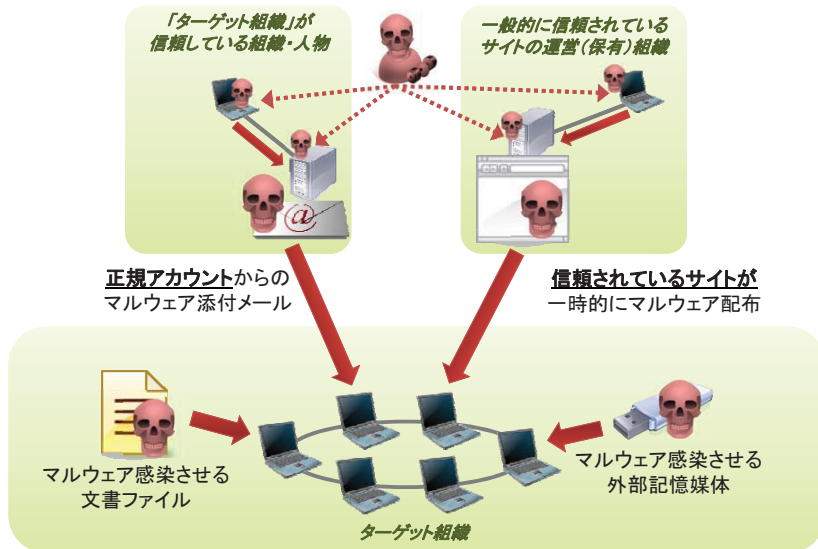 「ターゲット組織」が
信頼している組織・人物
一般的に信頼されている
サイトの運営(保有)組織
@
正規アカウントからの
マルウェア添付メール
信頼されているサイトが
一時的にマルウェア配布
マルウェア感染させる
文書ファイル
マルウェア感染させる
外部記憶媒体
ターゲット組織